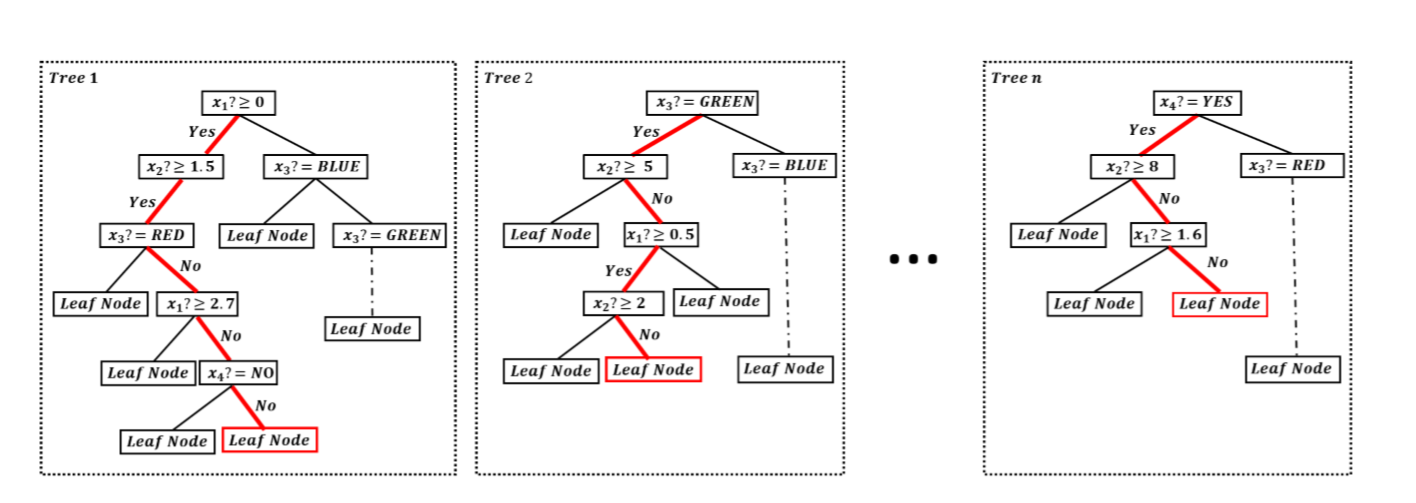 Tree 1
x₁? ≥ 0
Yes
x₂? ≥ 1.5
x₃? = BLUE
Yes
x₃? = RED
Leaf Node
x₃? = GREEN
No
Leaf Node
x₁? ≥ 2.7
Leaf Node
No
Leaf Node
x₄? = NO
No
Leaf Node
Leaf Node
Tree 2
x₃? = GREEN
Yes
x₂? ≥ 5
x₃? = BLUE
No
Leaf Node
x₁? ≥ 0.5
Yes
x₂? ≥ 2
Leaf Node
No
Leaf Node
Leaf Node
Leaf Node
...
Tree n
x₄? = YES
Yes
x₂? ≥ 8
x₃? = RED
No
Leaf Node
x₁? ≥ 1.6
No
Leaf Node
Leaf Node
Leaf Node